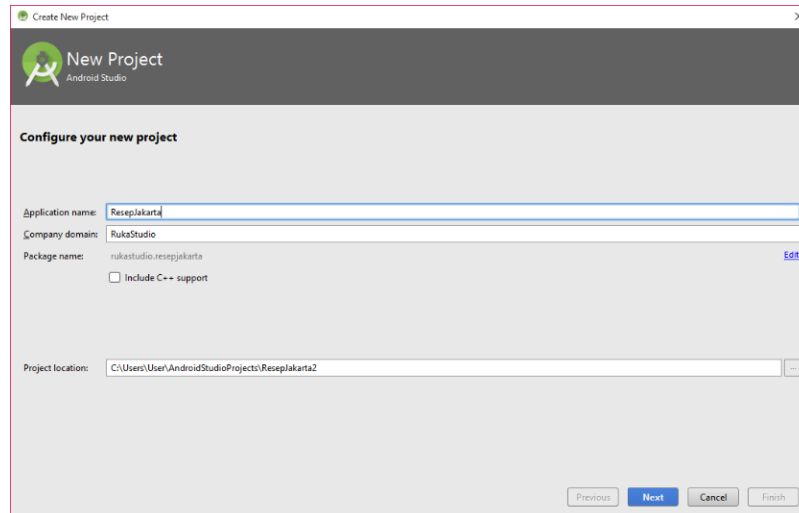 Create New Project
New Project
Android Studio
Configure your new project
Application name: ResepJakarta
Company domain: RukaStudio
Package name: rukastudio.resepjakarta Edit
Include C++ support
Project location: C:\Users\User\AndroidStudioProjects\ResepJakarta2 ...
Previous Next Cancel Finish